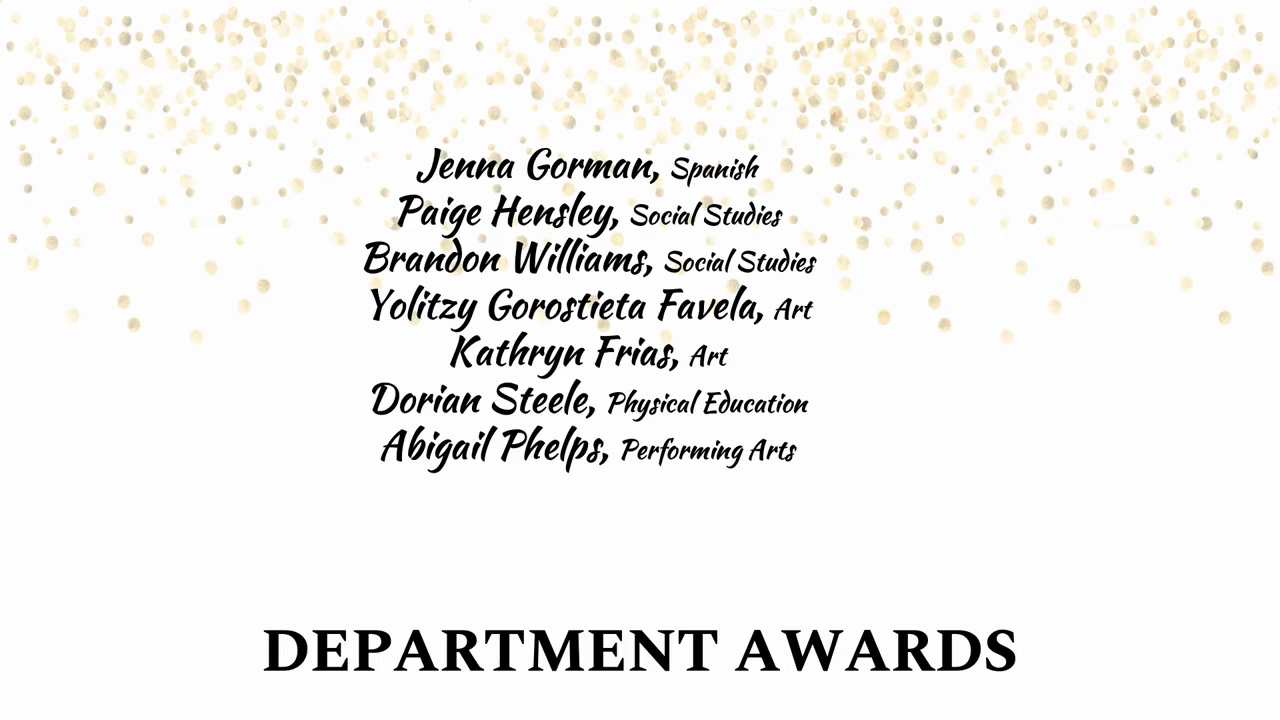 Jenna Gorman, Spanish
Paige Hensley, Social Studies
Brandon Williams, Social Studies
Yolitzy Gorostieta Favela, Art
Kathryn Frias, Art
Dorian Steele, Physical Education
Abigail Phelps, Performing Arts
DEPARTMENT AWARDS